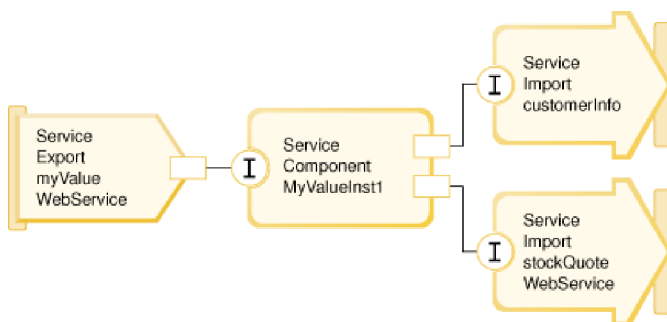 Service
Export
myValue
WebService
I
Service
Component
MyValueInst1
I
Service
Import
customerInfo
I
Service
Import
stockQuote
WebService